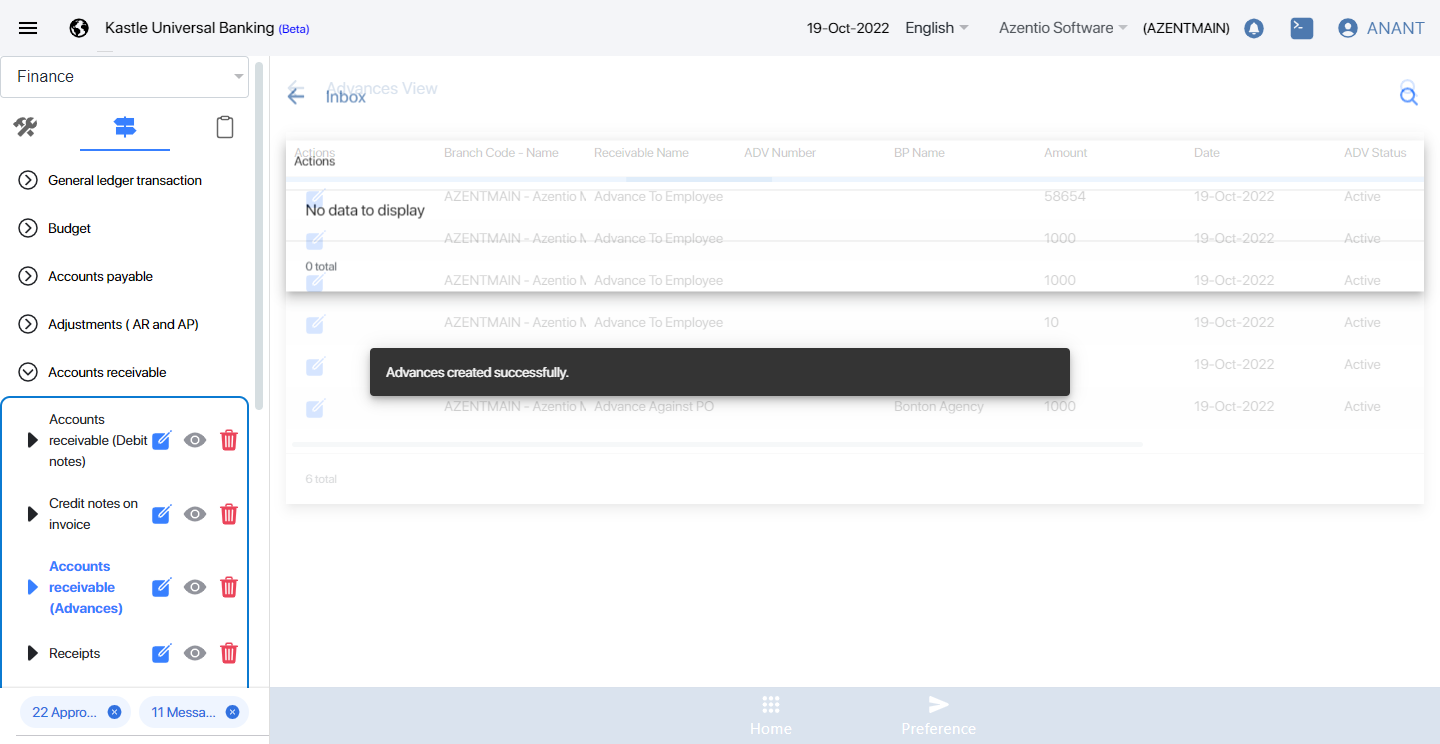 Kastle Universal Banking (Beta)
19-Oct-2022
English
Azentio Software
(AZENTMAIN)
ANANT
Finance
General ledger transaction
Budget
Accounts payable
Adjustments ( AR and AP)
Accounts receivable
Accounts
receivable (Debit
notes)
Credit notes on
invoice
Accounts
receivable
(Advances)
Receipts
22 Appro...
11 Messa...
Advances View
Inbox
Actions Branch Code - Name Receivable Name ADV Number BP Name Amount Date ADV Status
Actions
AZENTMAIN - Azentio M Advance To Employee 58654 19-Oct-2022 Active
No data to display
AZENTMAIN - Azentio M Advance To Employee 1000 19-Oct-2022 Active
0 total
AZENTMAIN - Azentio M Advance To Employee 1000 19-Oct-2022 Active
AZENTMAIN - Azentio M Advance To Employee 10 19-Oct-2022 Active
19-Oct-2022 Active
Advances created successfully.
AZENTMAIN - Azentio M Advance Against PO Bonton Agency 1000 19-Oct-2022 Active
6 total
Home
Preference